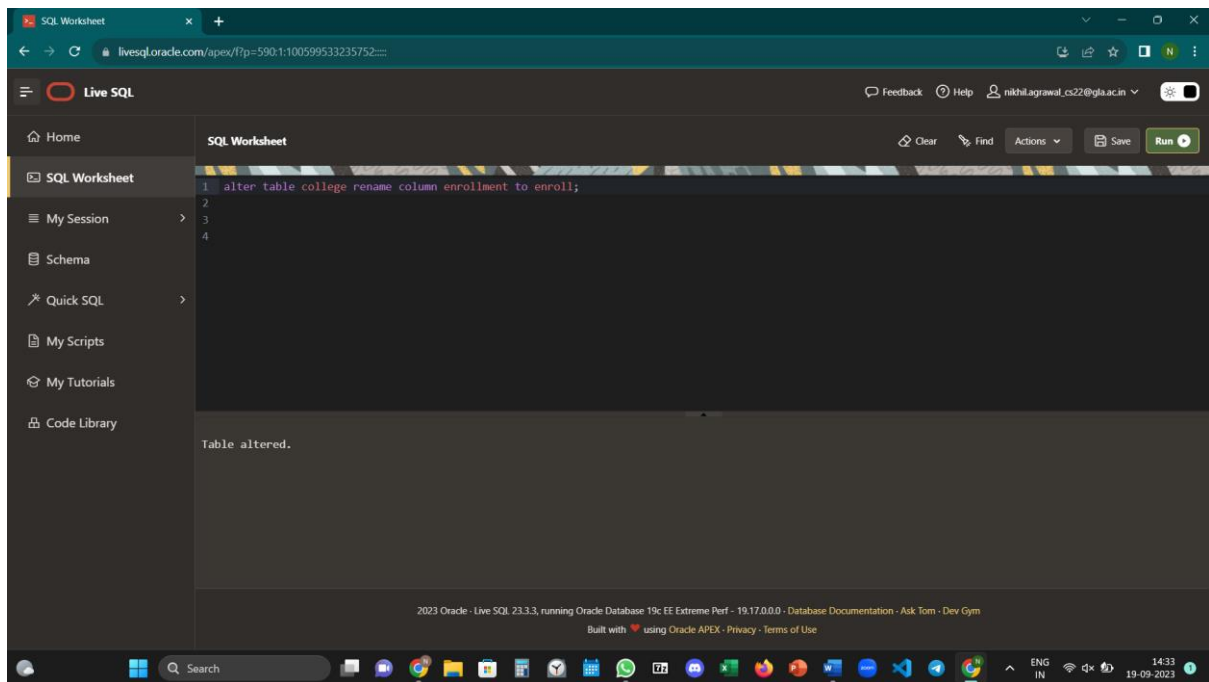 SQL Worksheet
livesql.oracle.com/apex/f?p=590:1:100599533235752:::::
N
Live SQL
Feedback Help nikhil.agrawal_cs22@gla.ac.in
Home
SQL Worksheet Clear Find Actions Save Run
SQL Worksheet
1 alter table college rename column enrollment to enroll;
2
My Session
3
4
Schema
Quick SQL
My Scripts
My Tutorials
Code Library
Table altered.
2023 Oracle · Live SQL 23.3.3, running Oracle Database 19c EE Extreme Perf - 19.17.0.0.0 · Database Documentation · Ask Tom · Dev Gym
Built with ❤ using Oracle APEX · Privacy · Terms of Use
Search
ENG
IN
14:33
19-09-2023
1